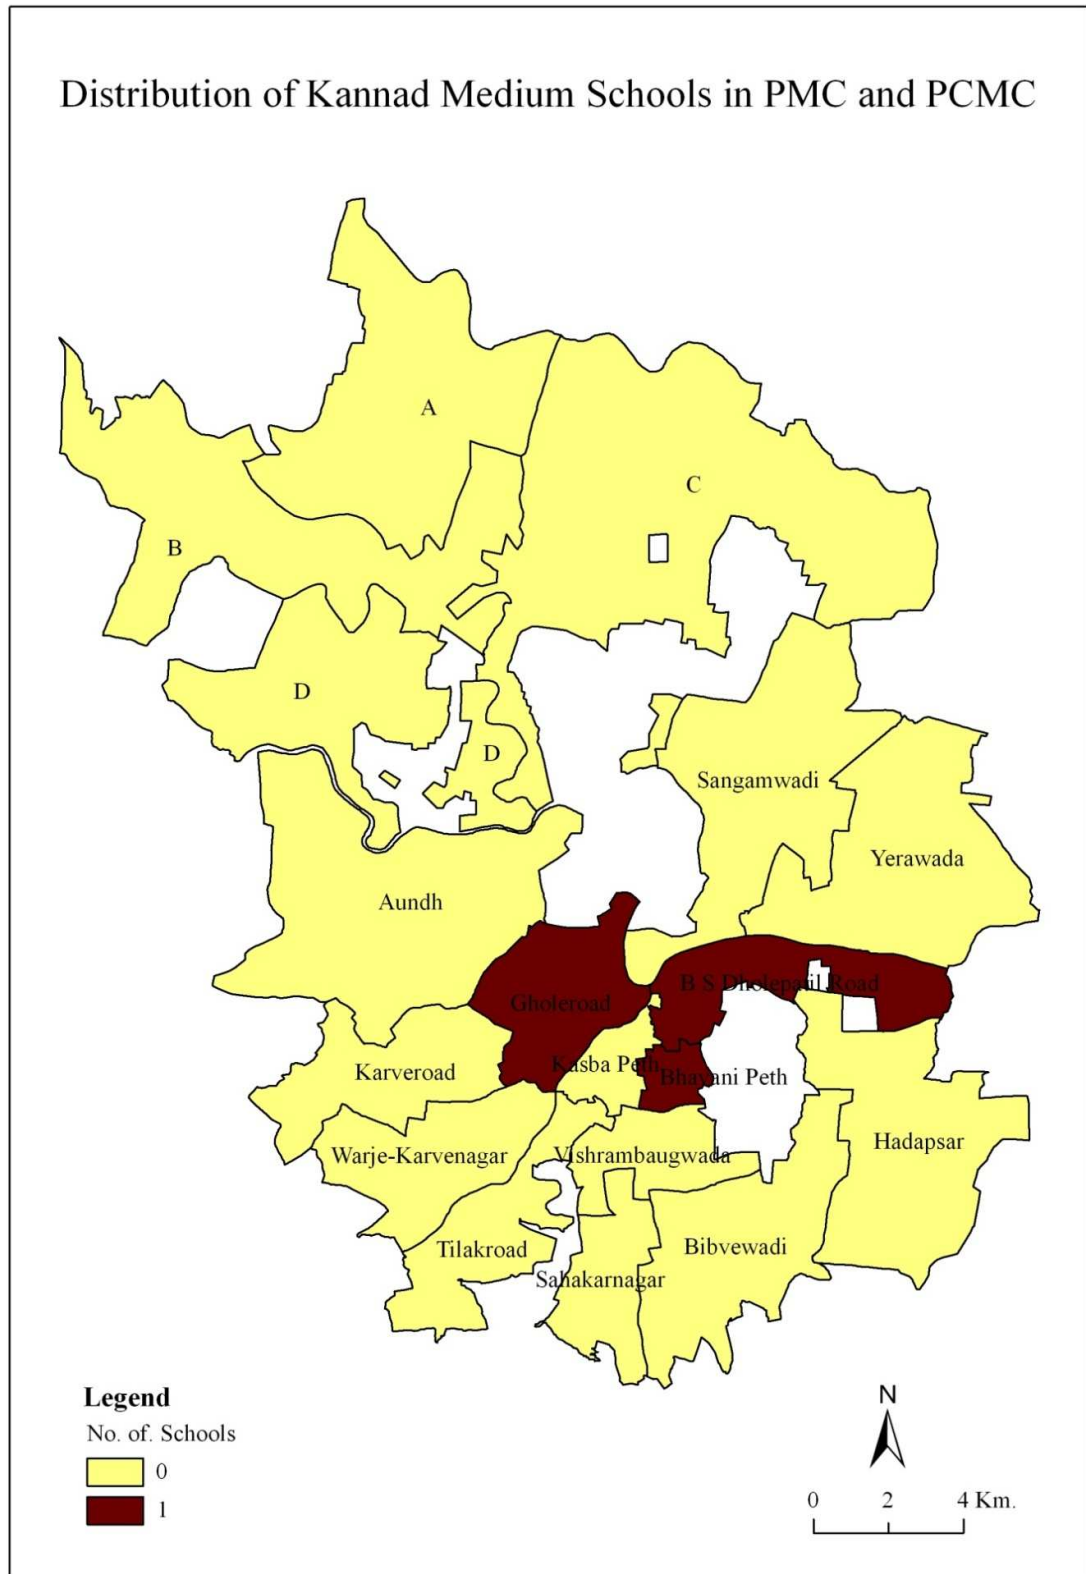 Distribution of Kannad Medium Schools in PMC and PCMC
A
C
B
D
D
Sangamwadi
Yerawada
Aundh
B S Dholepatil Road
Gholeroad
Kasba Peth
Karveroad
Bhavani Peth
Hadapsar
Warje-Karvenagar
Vishrambaugwada
Bibvewadi
Tilakroad
Sahakarnagar
Legend
No. of. Schools
0
1
N
0 2 4 Km.